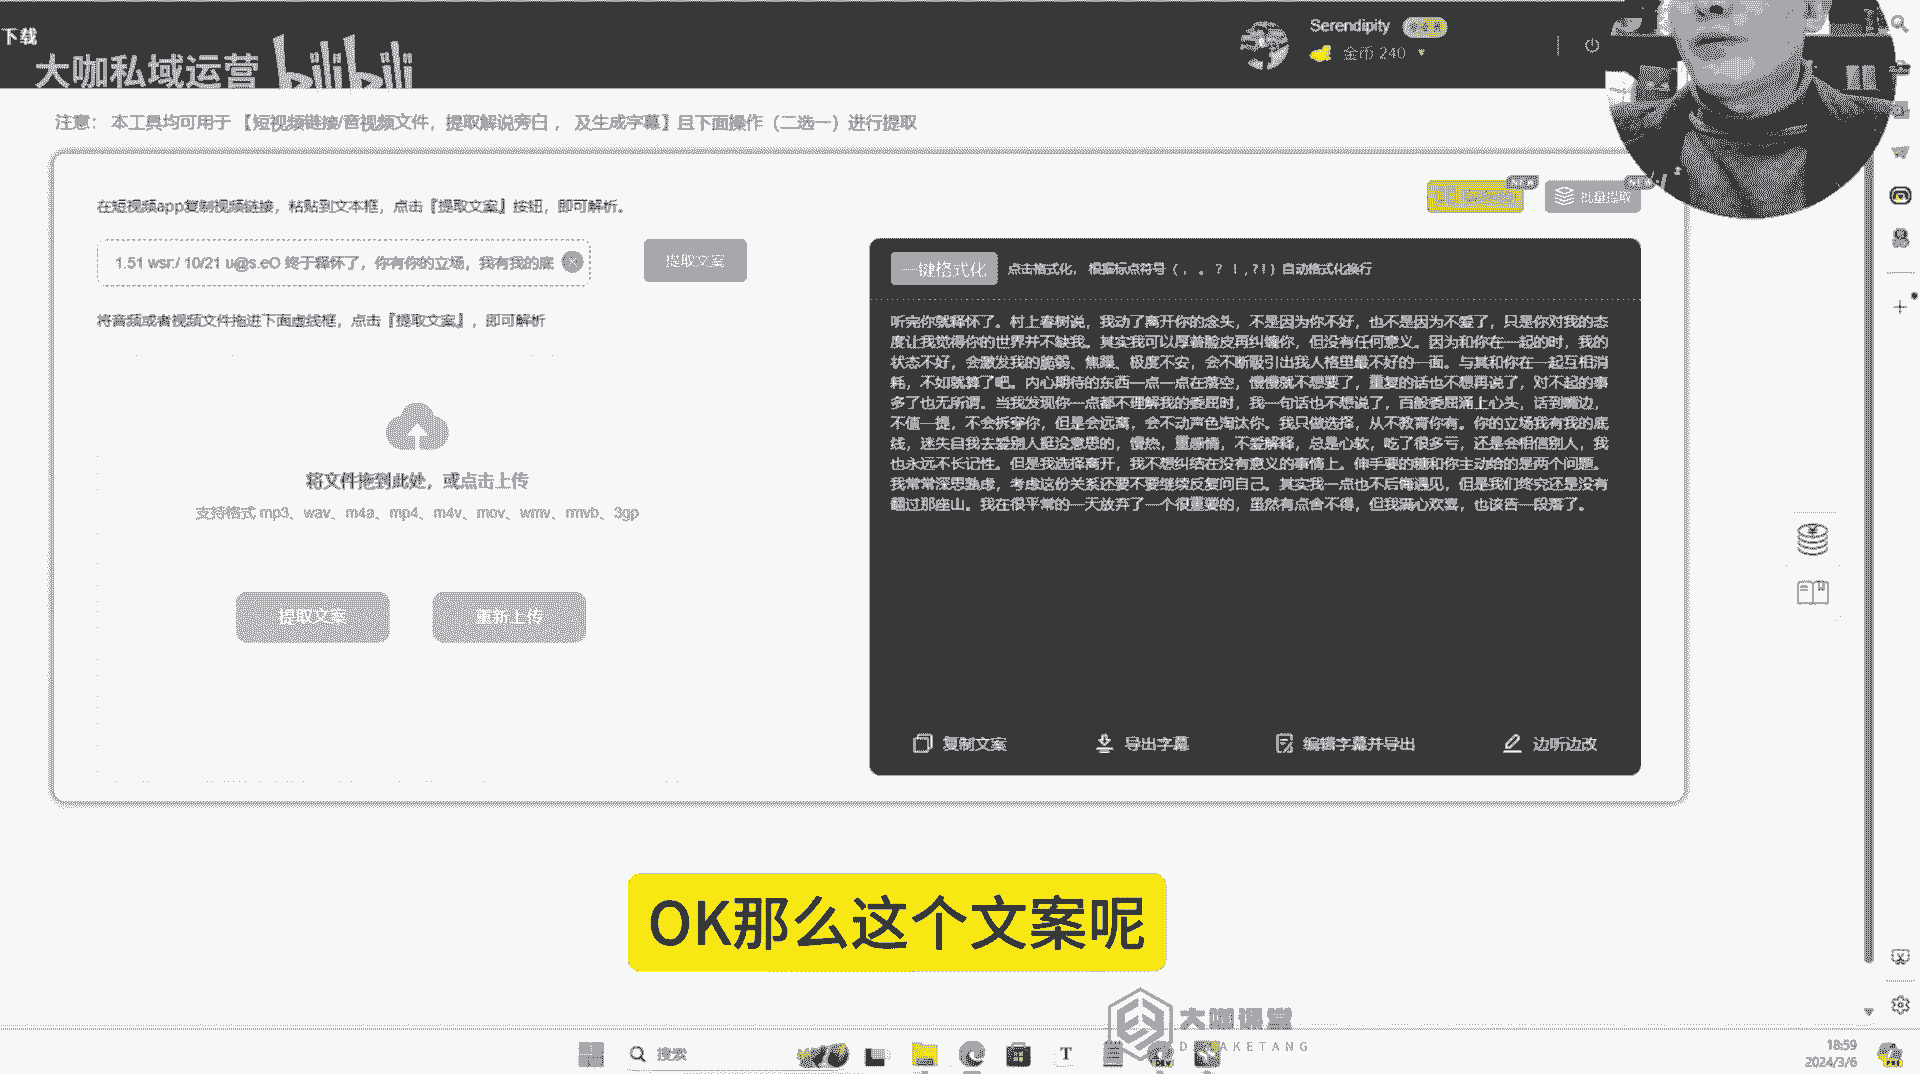 下载
大咖私域运营 bilibili
Serendipity
金币 240
注意： 本工具均可用于 【短视频链接/音视频文件，提取解说旁白 ， 及生成字幕】且下面操作（二选一）进行提取
在短视频app复制视频链接，粘贴到文本框，点击『提取文案』按钮，即可解析。
NEW
批量提取
1.51 wsr:/ 10/21 u@s.eO 终于释怀了，你有你的立场，我有我的底
提取文案
将音频或者视频文件拖进下面虚线框，点击『提取文案』，即可解析
将文件拖到此处，或点击上传
支持格式 mp3、wav、m4a、mp4、m4v、mov、wmv、rmvb、3gp
提取文案
重新上传
一键格式化
点击格式化， 根据标点符号（ ， 。 ？ ！ , ? ! ）自动格式化换行
听完你就释怀了。村上春树说，我动了离开你的念头，不是因为你不好，也不是因为不爱了，只是你对我的态
度让我觉得你的世界并不缺我。其实我可以厚着脸皮再纠缠你，但没有任何意义。因为和你在一起的时，我的
状态不好，会激发我的脆弱、焦躁、极度不安，会不断吸引出我人格里最不好的一面。与其和你在一起互相消
耗，不如就算了吧。内心期待的东西一点一点在落空，慢慢就不想要了，重复的话也不想再说了，对不起的事
多了也无所谓。当我发现你一点都不理解我的委屈时，我一句话也不想说了，百般委屈涌上心头，话到嘴边，
不值一提，不会拆穿你，但是会远离，会不动声色淘汰你。我只做选择，从不教育你有。你的立场我有我的底
线，迷失自我去爱别人挺没意思的，慢热，重感情，不爱解释，总是心软，吃了很多亏，还是会相信别人，我
也永远不长记性。但是我选择离开，我不想纠结在没有意义的事情上。伸手要的糖和你主动给的是两个问题。
我常常深思熟虑，考虑这份关系还要不要继续反复问自己。其实我一点也不后悔遇见，但是我们终究还是没有
翻过那座山。我在很平常的一天放弃了一个很重要的，虽然有点舍不得，但我满心欢喜，也该告一段落了。
复制文案
导出字幕
编辑字幕并导出
边听边改
OK那么这个文案呢
大咖课堂
搜索
18:59
2024/3/6